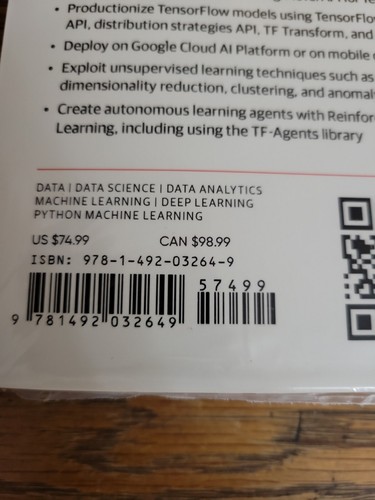 • Productionize TensorFlow models using
API, distribution strategies API, TF Transform, and
• Deploy on Google Cloud AI Platform or on mobile
• Exploit unsupervised learning techniques such as
dimensionality reduction, clustering, and
• Create autonomous learning agents with
Learning, including using the TF-Agents library
DATA | DATA SCIENCE | DATA ANALYTICS
MACHINE LEARNING | DEEP LEARNING
PYTHON MACHINE LEARNING
US $74.99 CAN $98.99
ISBN: 978-1-492-03264-9
57499
9 781492 032649